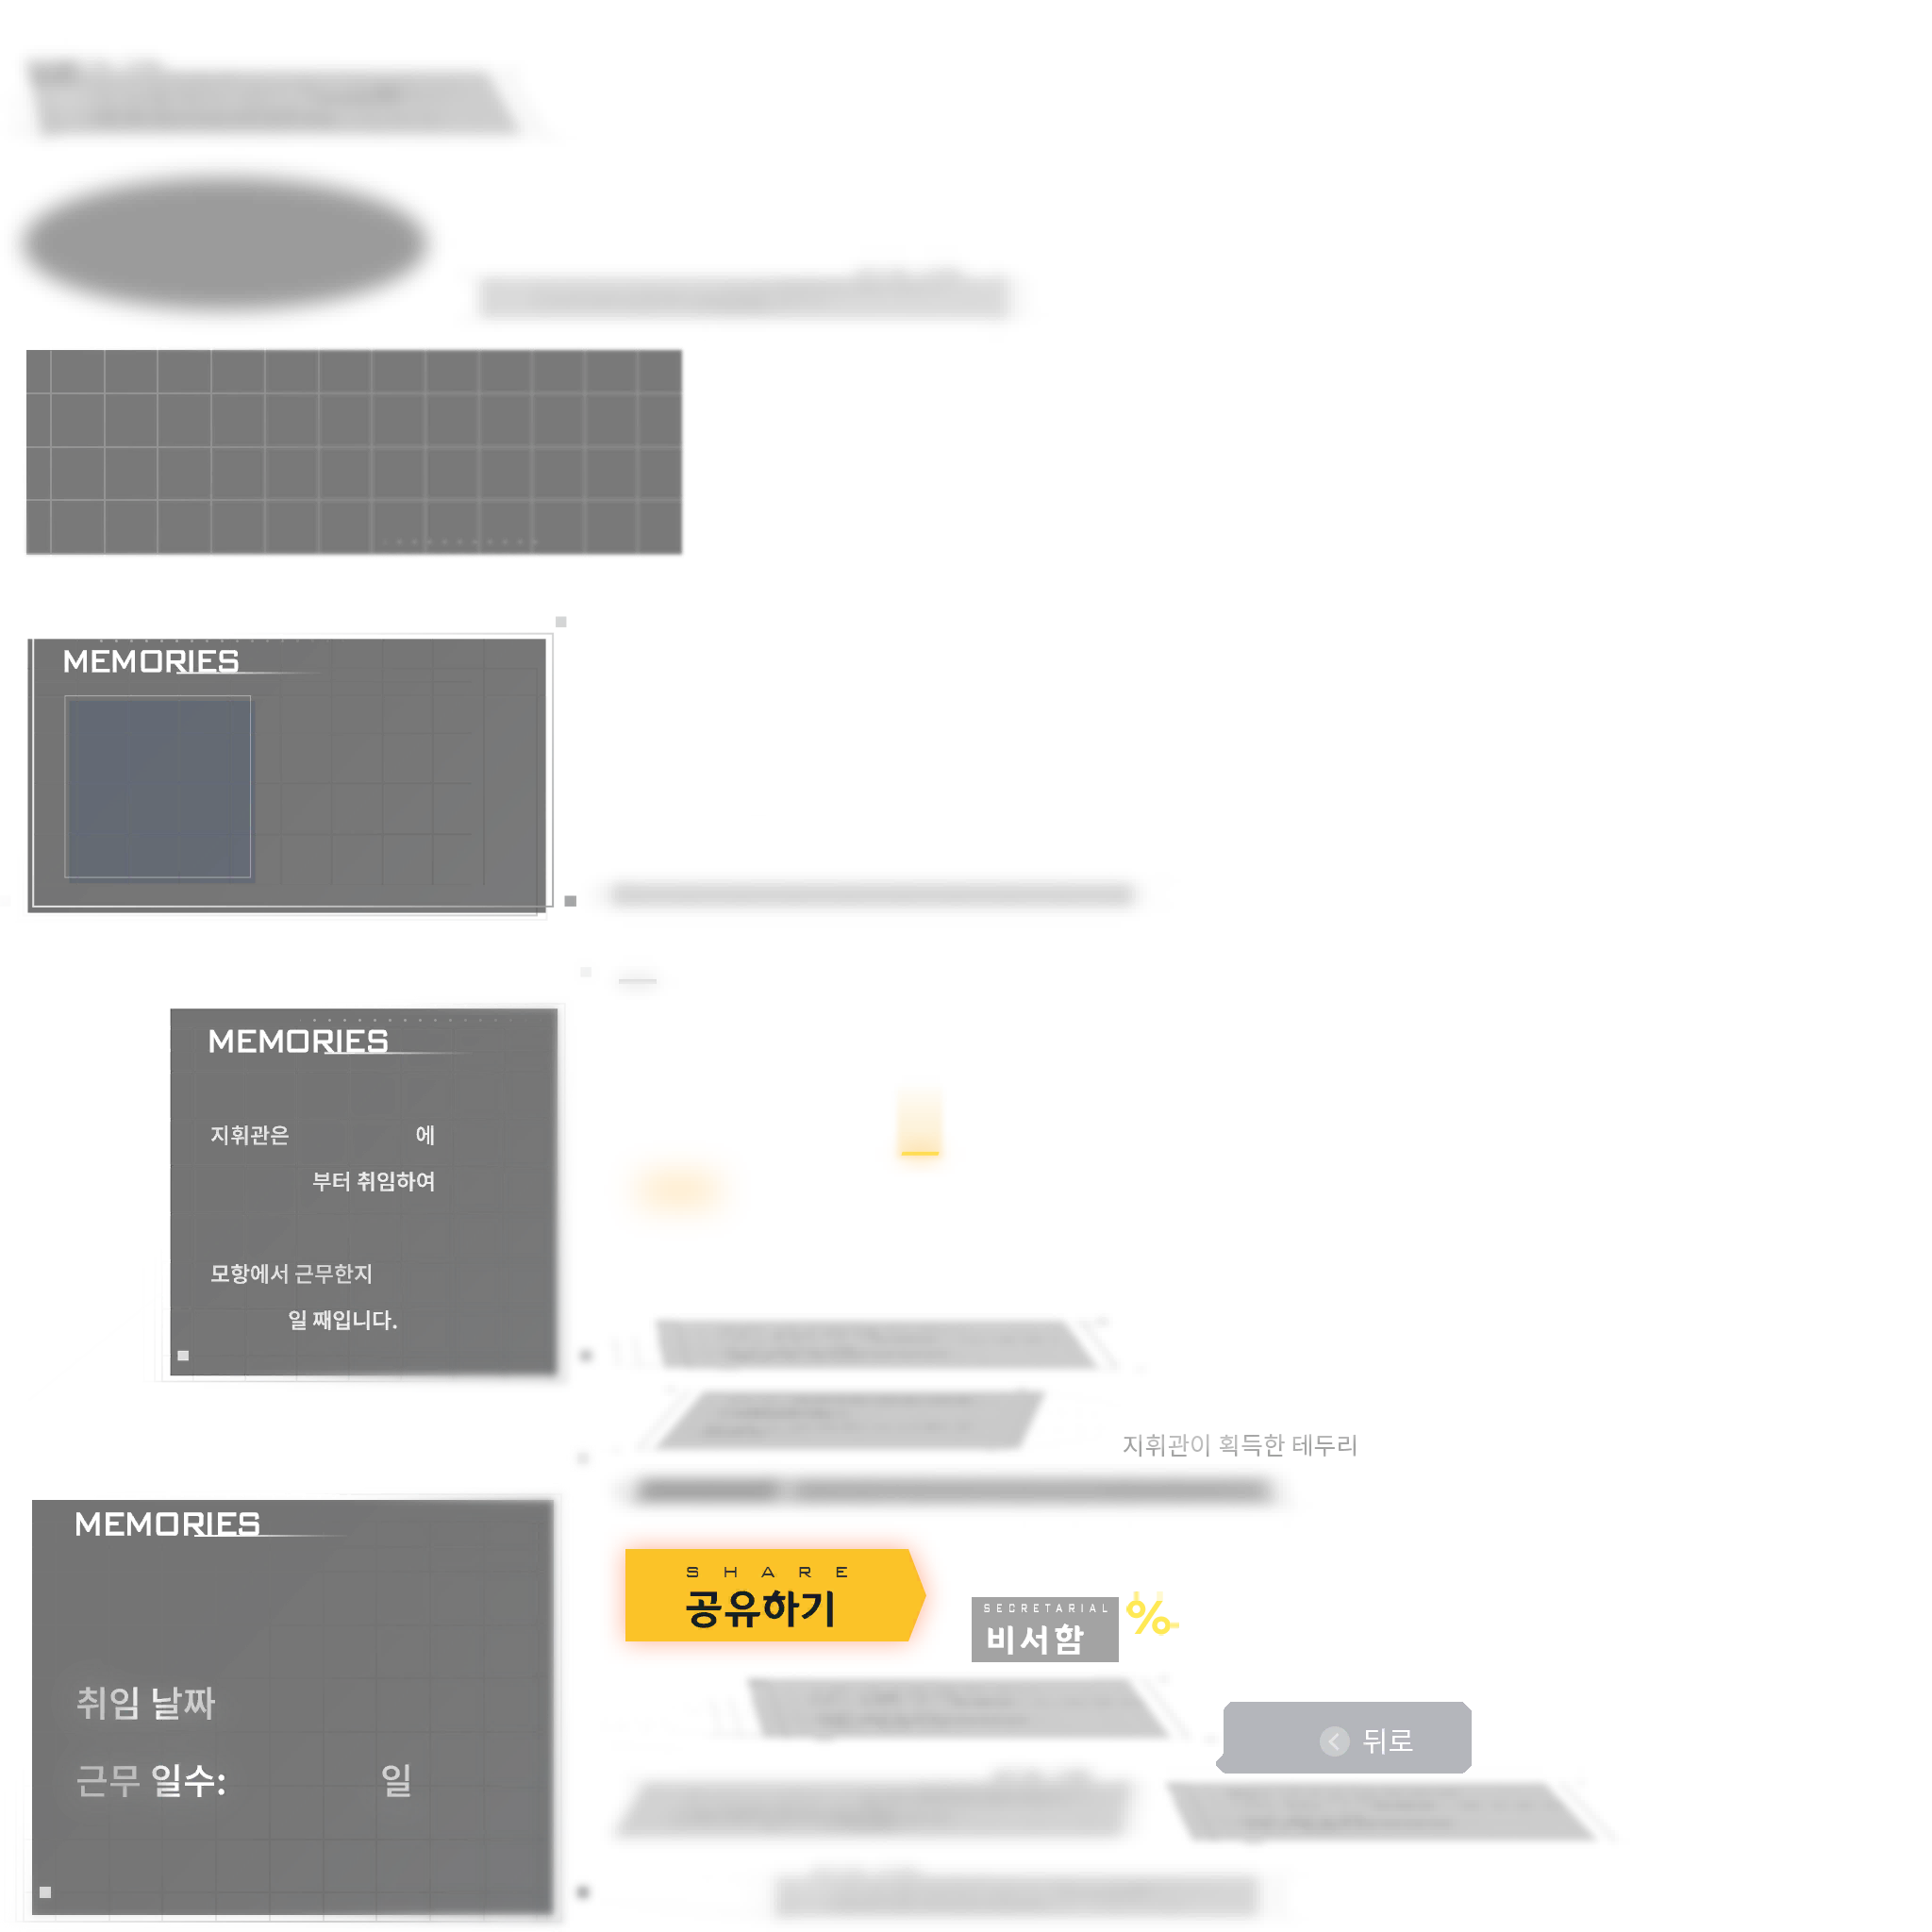 MEMORIES
MEMORIES
지휘관은 에
부터 취임하여
모항에서 근무한지
일 째입니다.
지휘관이 획득한 테두리
MEMORIES
SHARE
공유하기
SECRETARIAL
비서함
%
취임 날짜
뒤로
근무 일수: 일